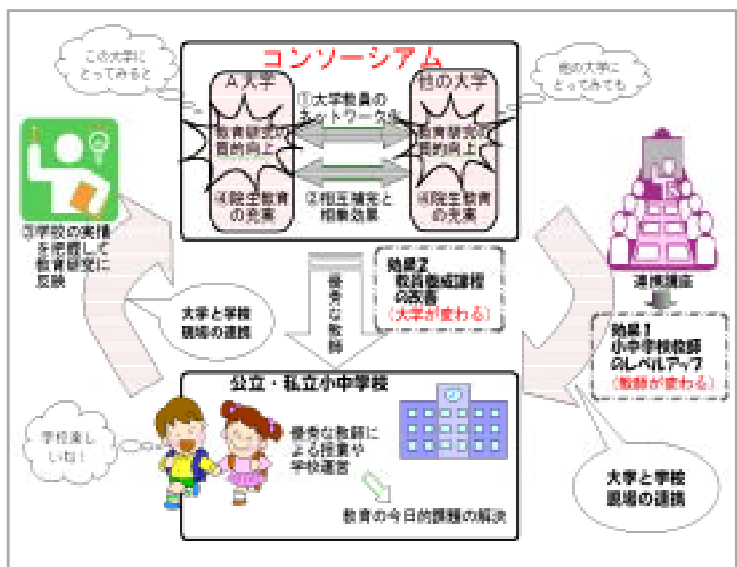 コンソーシアム
この大学に
とってみると
他の大学に
とってみても
A大学
他の大学
①大学教員の
ネットワーク化
教育研究の
質的向上
教育研究の
質的向上
④院生教育
の充実
②相互補完と
相乗効果
④院生教育
の充実
③学校の実情
を把握して
教育研究に
反映
連携講座
優秀な教師
効果2
教員養成課程
の改善
(大学が変わる)
大学と学校
現場の連携
効果1
小中学校教師
のレベルアップ
(教師が変わる)
公立・私立小中学校
学校楽し
いね!
優秀な教師に
よる授業や
学校運営
教育の今日的課題の解決
大学と学校
現場の連携